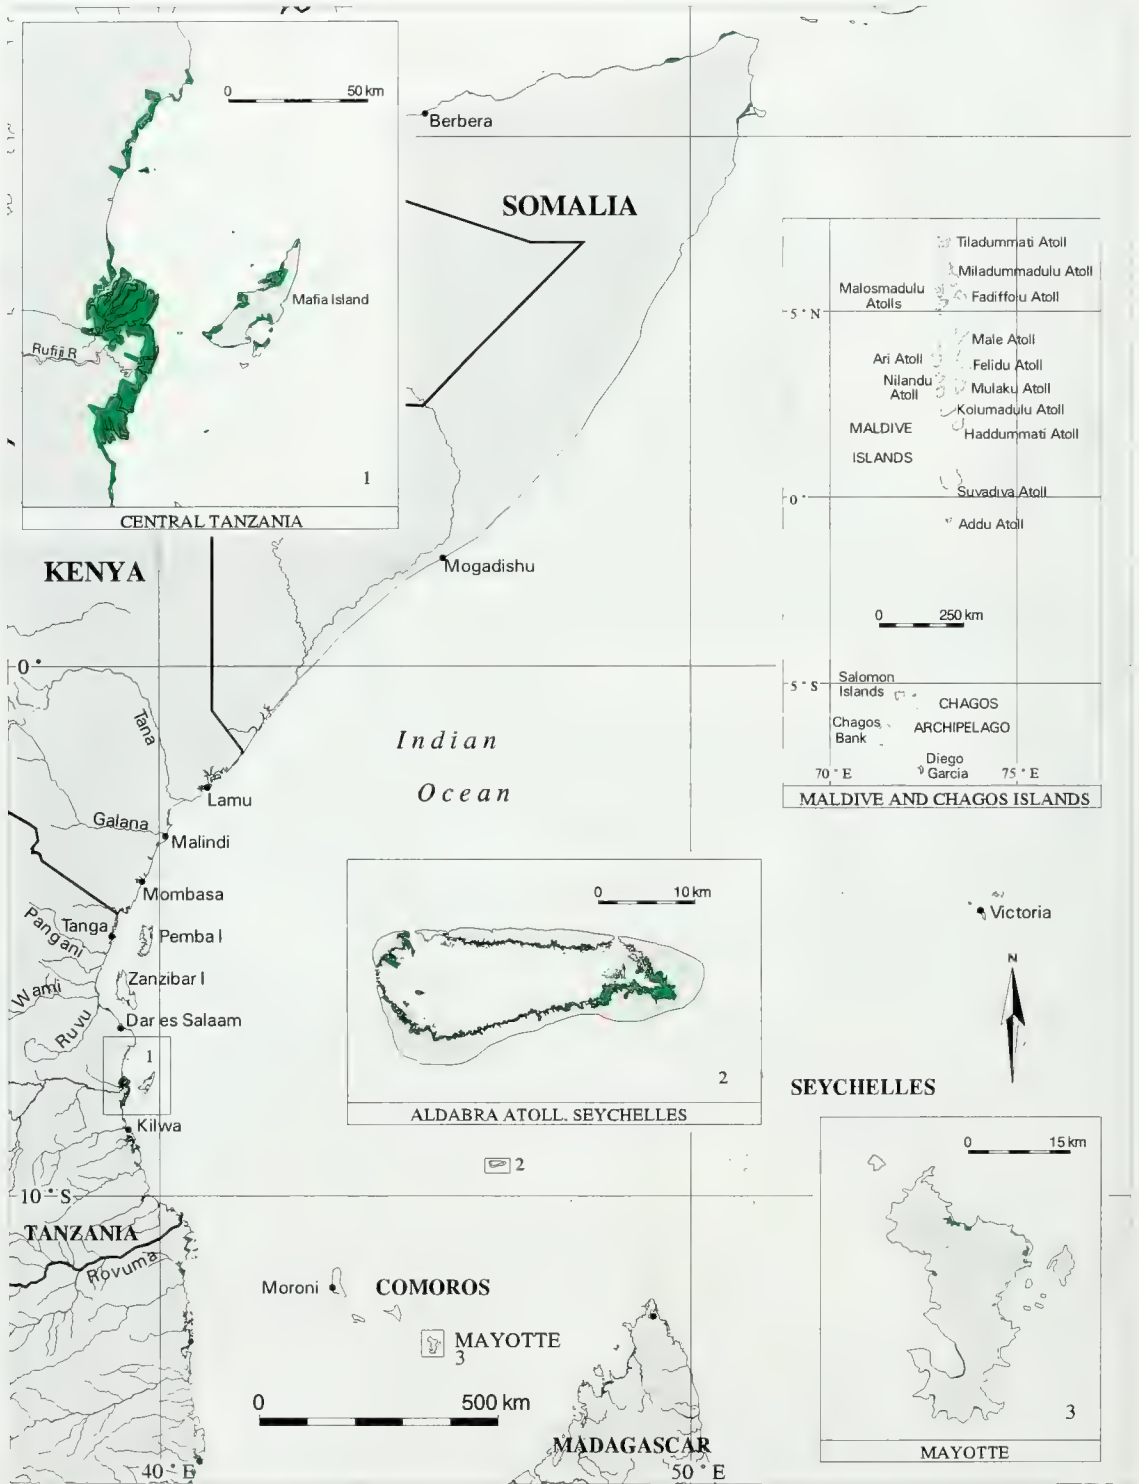 0 50 km
Berbera
SOMALIA
Mafia Island
Rufiji R
1
CENTRAL TANZANIA
Tiladummati Atoll
Miladummadulu Atoll
Malosmadulu
Atolls
Fadiffolu Atoll
5° N
Male Atoll
Ari Atoll
Felidu Atoll
Nilandu
Atoll
Mulaku Atoll
Kolumadulu Atoll
MALDIVE
Haddummati Atoll
ISLANDS
Suvadiva Atoll
0°
Addu Atoll
0 250 km
5° S
Salomon
Islands
CHAGOS
Chagos
Bank
ARCHIPELAGO
Diego
Garcia
70° E 75° E
MALDIVE AND CHAGOS ISLANDS
KENYA
Mogadishu
0°
Tana
Indian
Ocean
Lamu
Galana
Malindi
Mombasa
Tanga
Pangani
Pemba I
Zanzibar I
Wami
Ruvu
Dar es Salaam
1
Kilwa
0 10 km
2
ALDABRA ATOLL. SEYCHELLES
Victoria
N
SEYCHELLES
2
10° S
TANZANIA
Rovuma
Moroni
COMOROS
MAYOTTE
3
0 500 km
MADAGASCAR
40° E 50° E
0 15 km
3
MAYOTTE